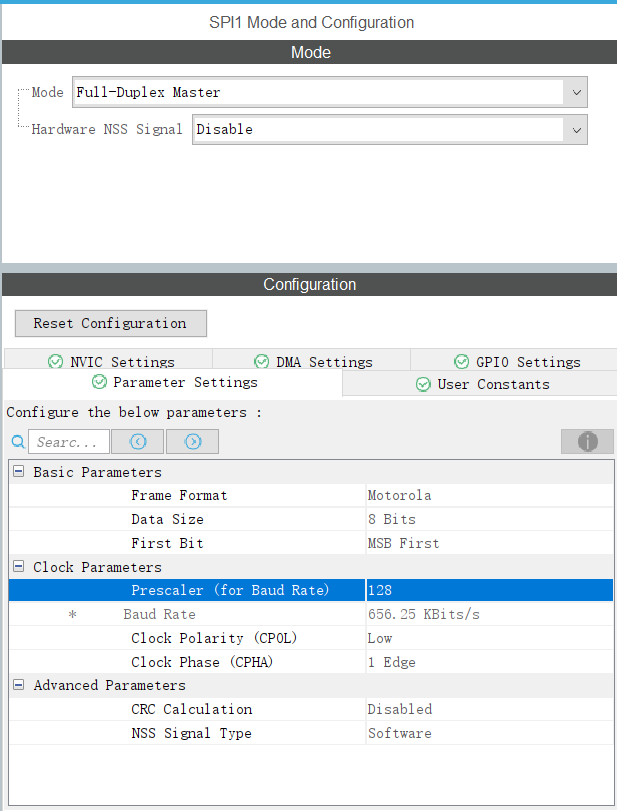 SPI1 Mode and Configuration
Mode
Mode Full-Duplex Master
Hardware NSS Signal Disable
Configuration
Reset Configuration
NVIC Settings DMA Settings GPIO Settings
Parameter Settings User Constants
Configure the below parameters :
Searc...
Basic Parameters
Frame Format Motorola
Data Size 8 Bits
First Bit MSB First
Clock Parameters
Prescaler (for Baud Rate) 128
* Baud Rate 656.25 KBits/s
Clock Polarity (CPOL) Low
Clock Phase (CPHA) 1 Edge
Advanced Parameters
CRC Calculation Disabled
NSS Signal Type Software